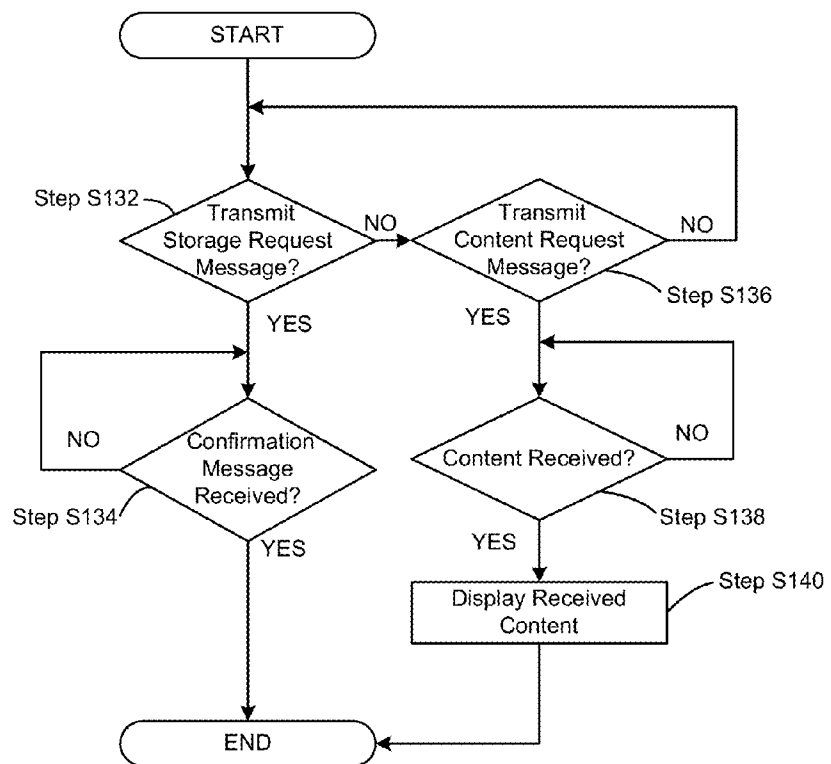 START
Step S132
Transmit
Storage Request
Message?
NO
Transmit
Content Request
Message?
NO
Step S136
YES
YES
NO
Confirmation
Message
Received?
Content Received?
NO
Step S134
Step S138
YES
YES
Display Received
Content
Step S140
END